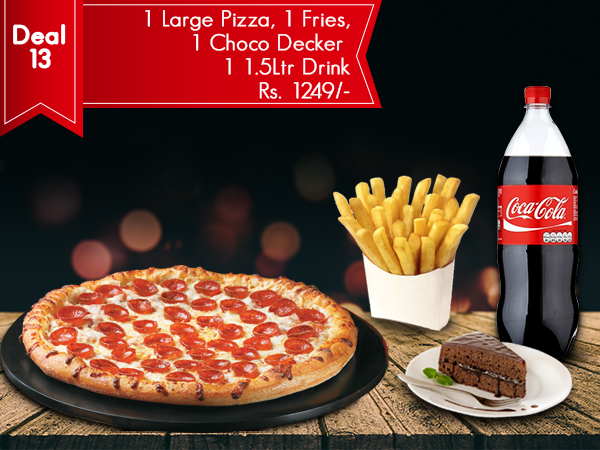 Deal
13
1 Large Pizza, 1 Fries,
1 Choco Decker
1 1.5Ltr Drink
Rs. 1249/-
Coca-Cola